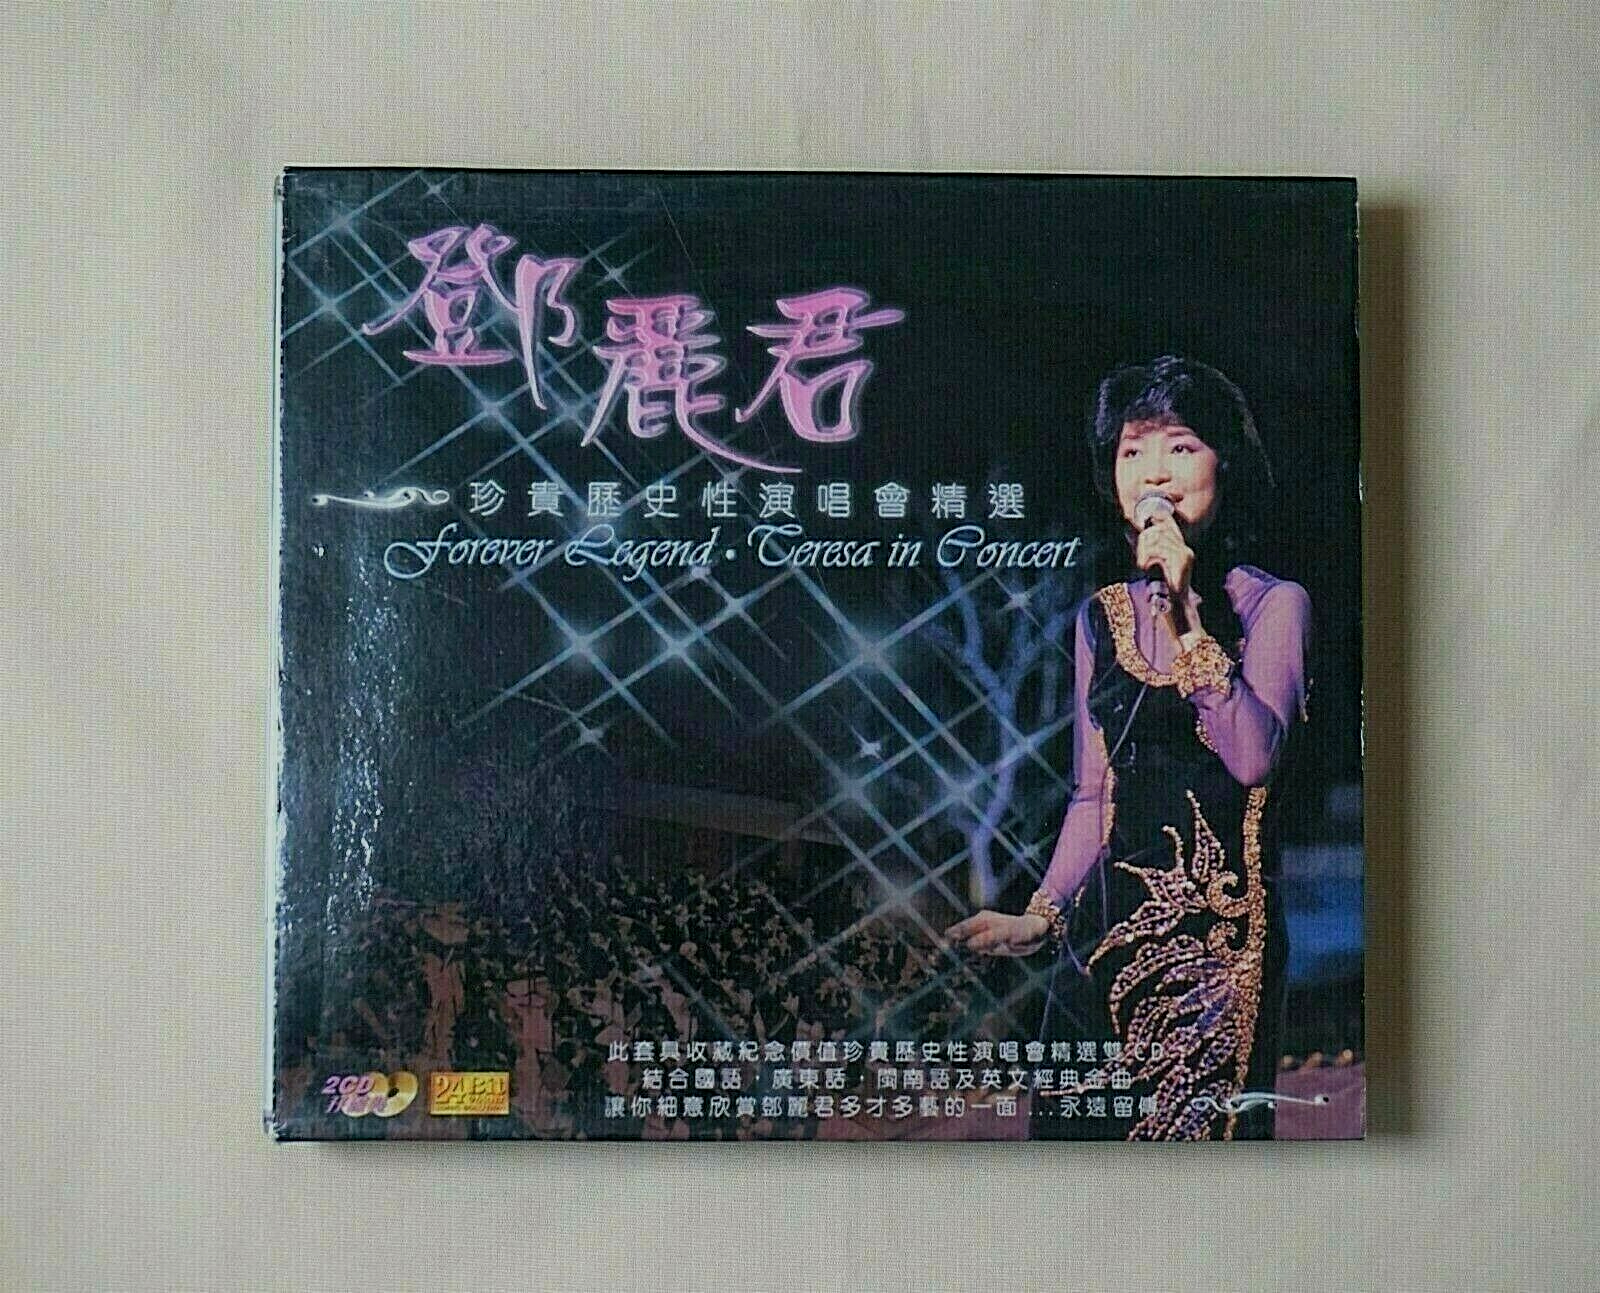 鄧麗君
珍貴歷史性演唱會精選
Forever Legend · Teresa in Concert
此套具收藏紀念價值珍貴歷史性演唱會精選雙CD
結合國語·廣東話·閩南語及英文經典金曲
讓你細意欣賞鄧麗君多才多藝的一面...永遠留傳
2CD
24Bit